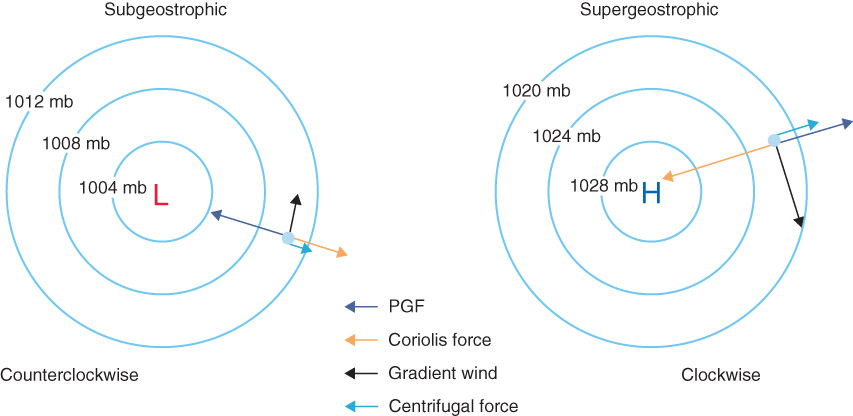 Subgeostrophic
Supergeostrophic
1012 mb
1008 mb
1004 mb
L
1020 mb
1024 mb
1028 mb
H
PGF
Coriolis force
Gradient wind
Centrifugal force
Counterclockwise
Clockwise